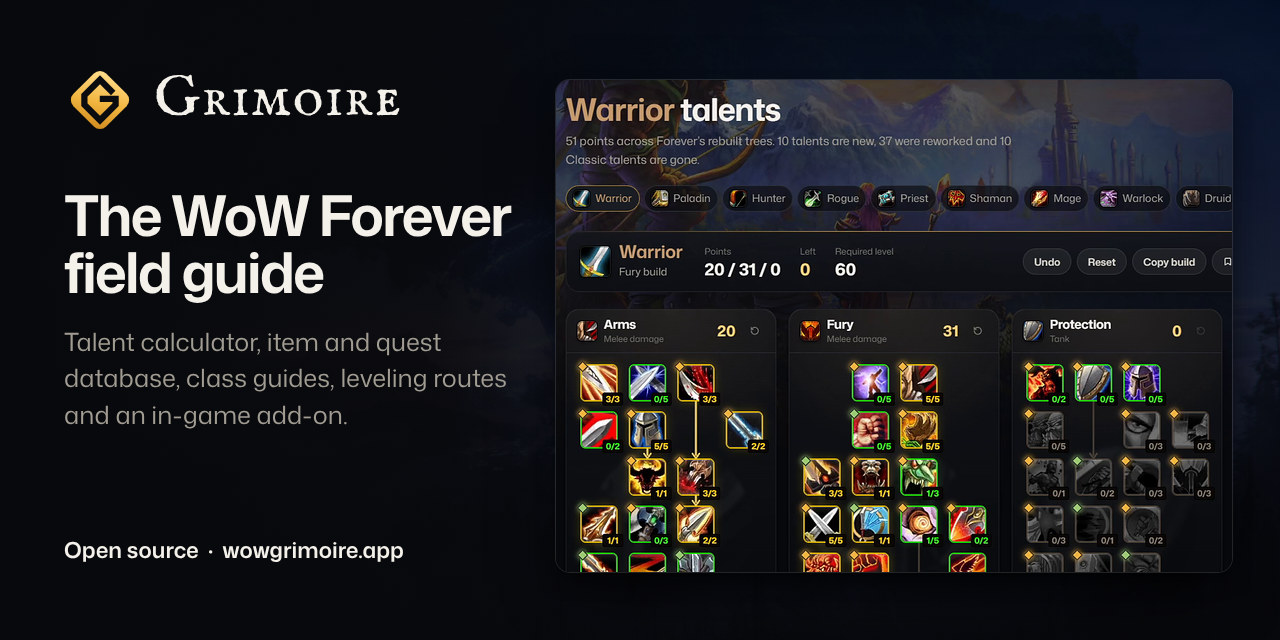 GRIMOIRE
The WoW Forever
field guide
Talent calculator, item and quest
database, class guides, leveling routes
and an in-game add-on.
Open source · wowgrimoire.app
Warrior talents
51 points across Forever's rebuilt trees. 10 talents are new, 37 were reworked and 10
Classic talents are gone.
Warrior Paladin Hunter Rogue Priest Shaman Mage Warlock Druid
Warrior
Fury build
Points Left Required level
20 / 31 / 0 0 60
Undo Reset Copy build
Arms 20
Melee damage
3/3 0/5 3/3
0/2 5/5 2/2
1/1 3/3
1/1 0/3 2/2
Fury 31
Melee damage
0/5 5/5
0/5 5/5
3/3 1/1 1/3
5/5 1/1 1/5 0/2
Protection 0
Tank
0/2 0/5 0/5
0/5 0/3 0/3
0/1 0/2 0/3 0/3
0/3 0/1 0/2